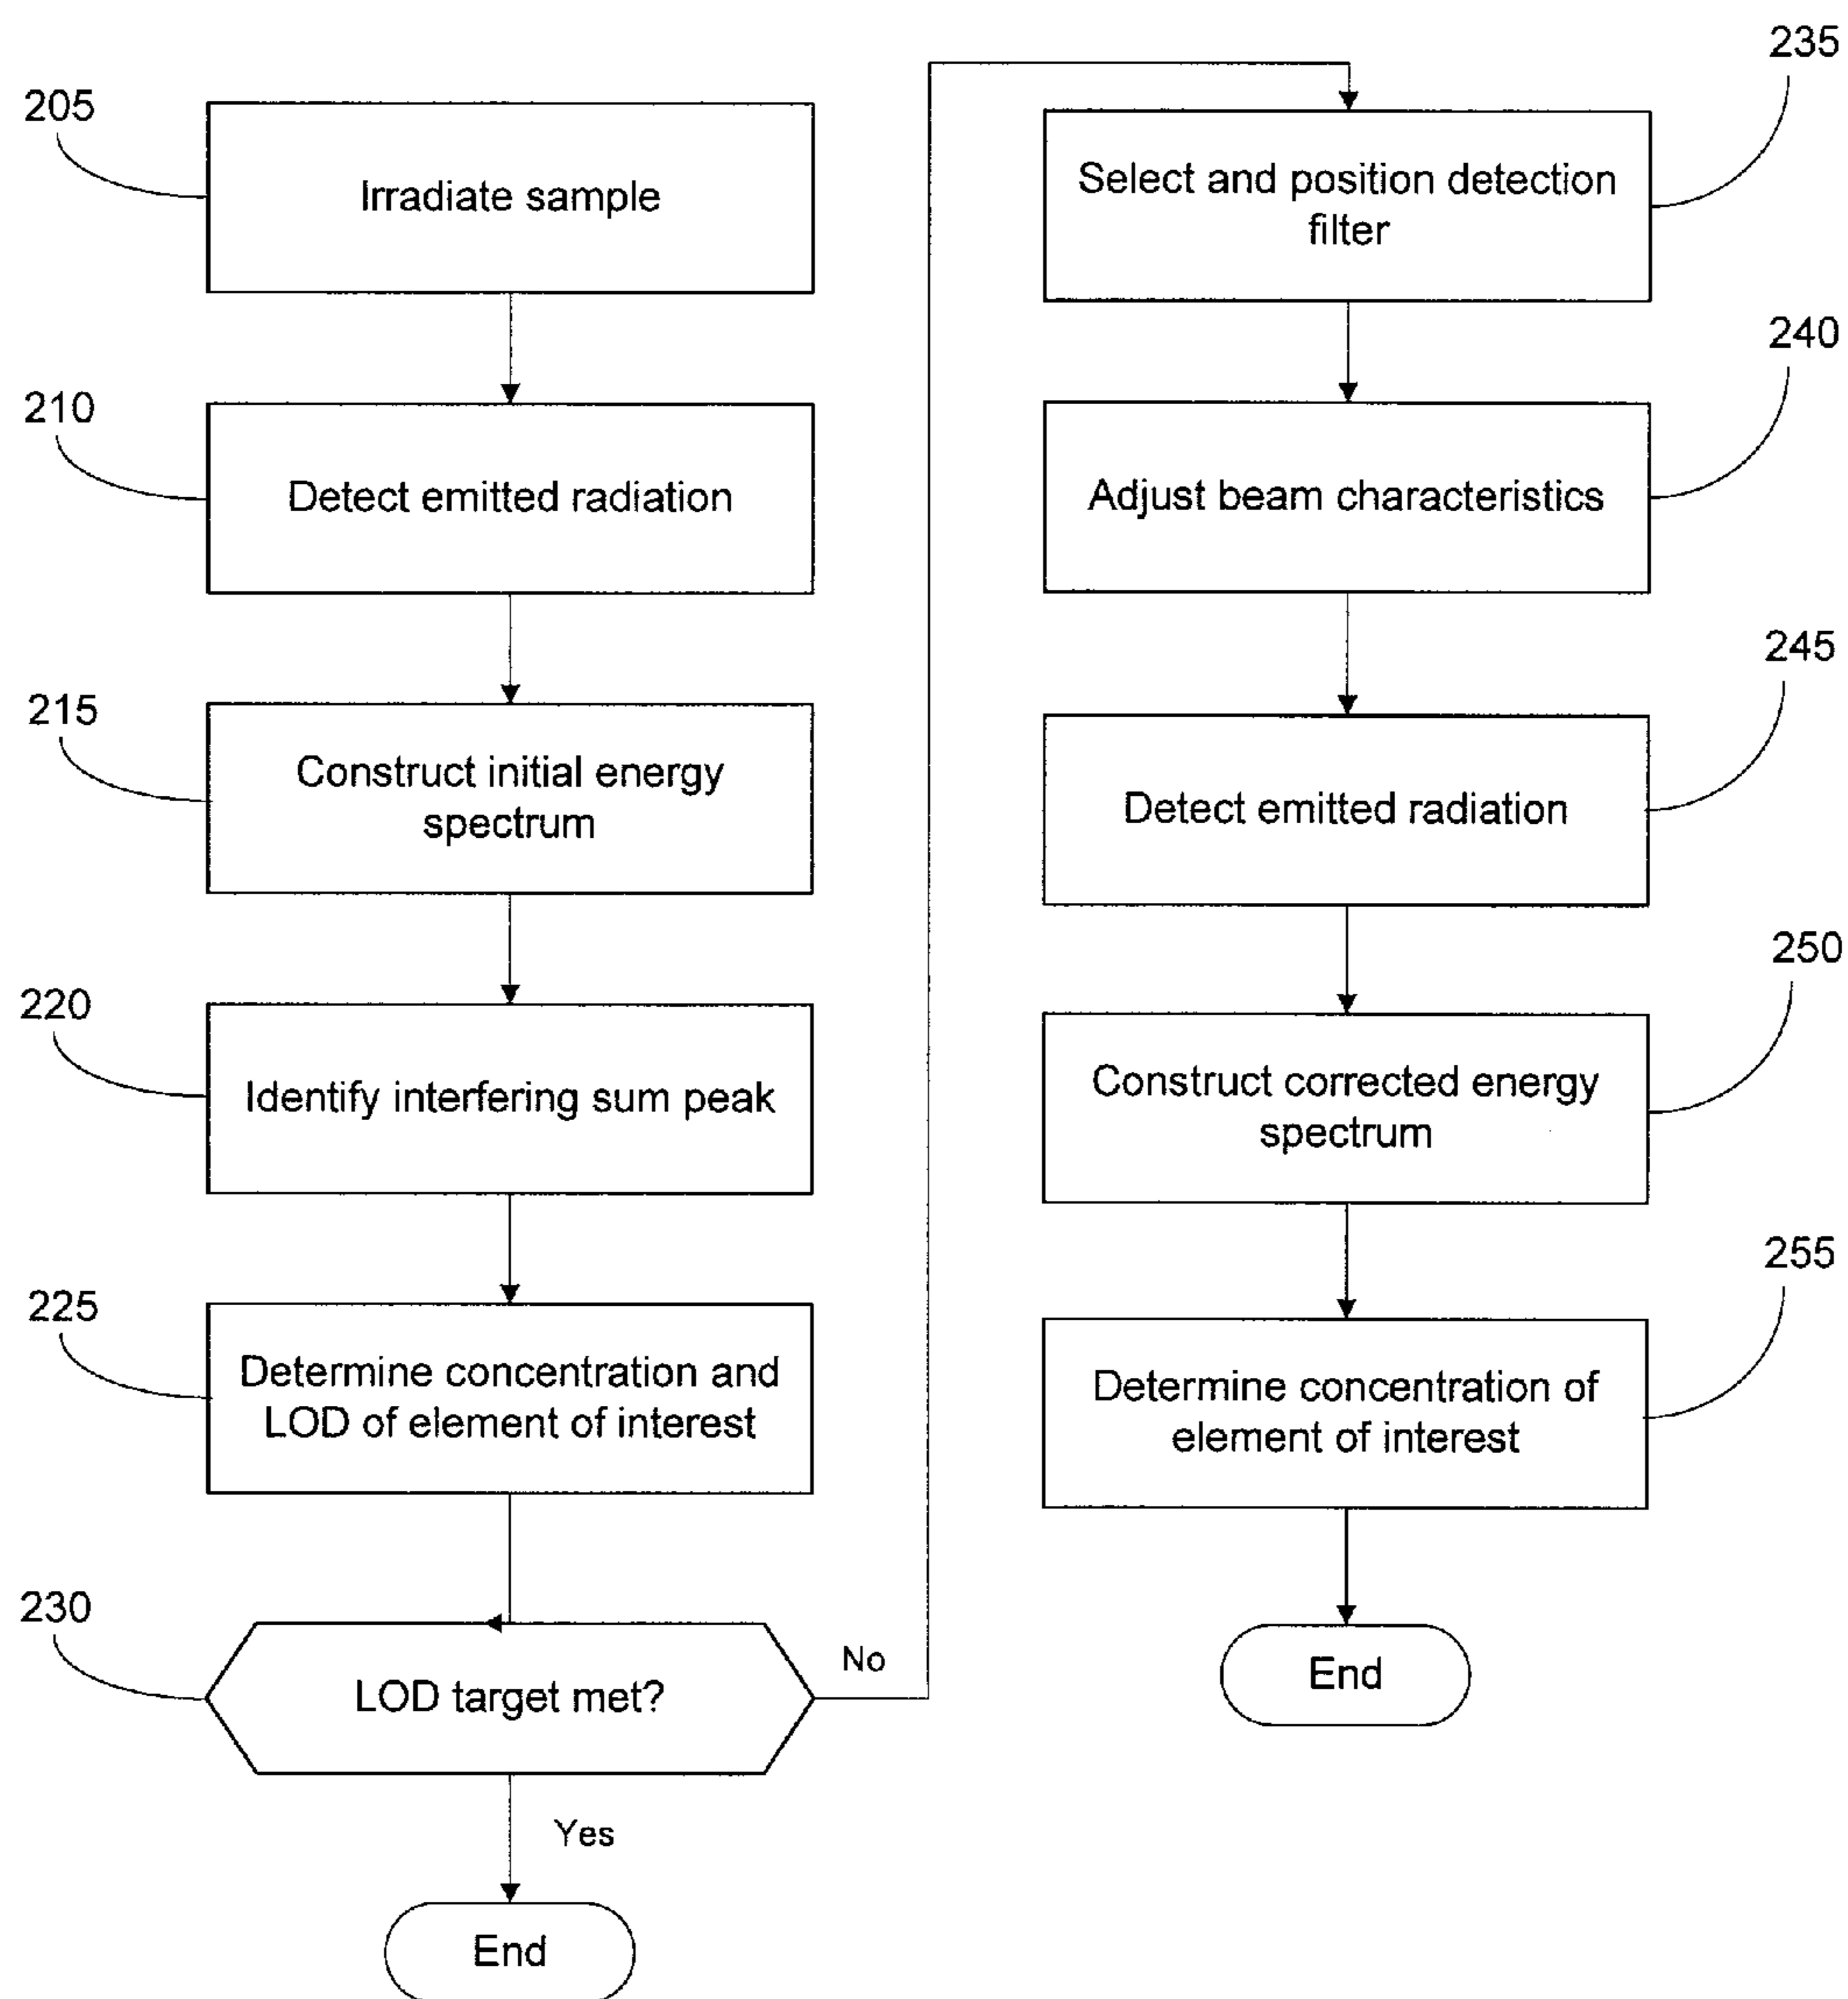 205
Irradiate sample
210
Detect emitted radiation
215
Construct initial energy
spectrum
220
Identify interfering sum peak
225
Determine concentration and
LOD of element of interest
230
LOD target met?
No
Yes
End
235
Select and position detection
filter
240
Adjust beam characteristics
245
Detect emitted radiation
250
Construct corrected energy
spectrum
255
Determine concentration of
element of interest
End